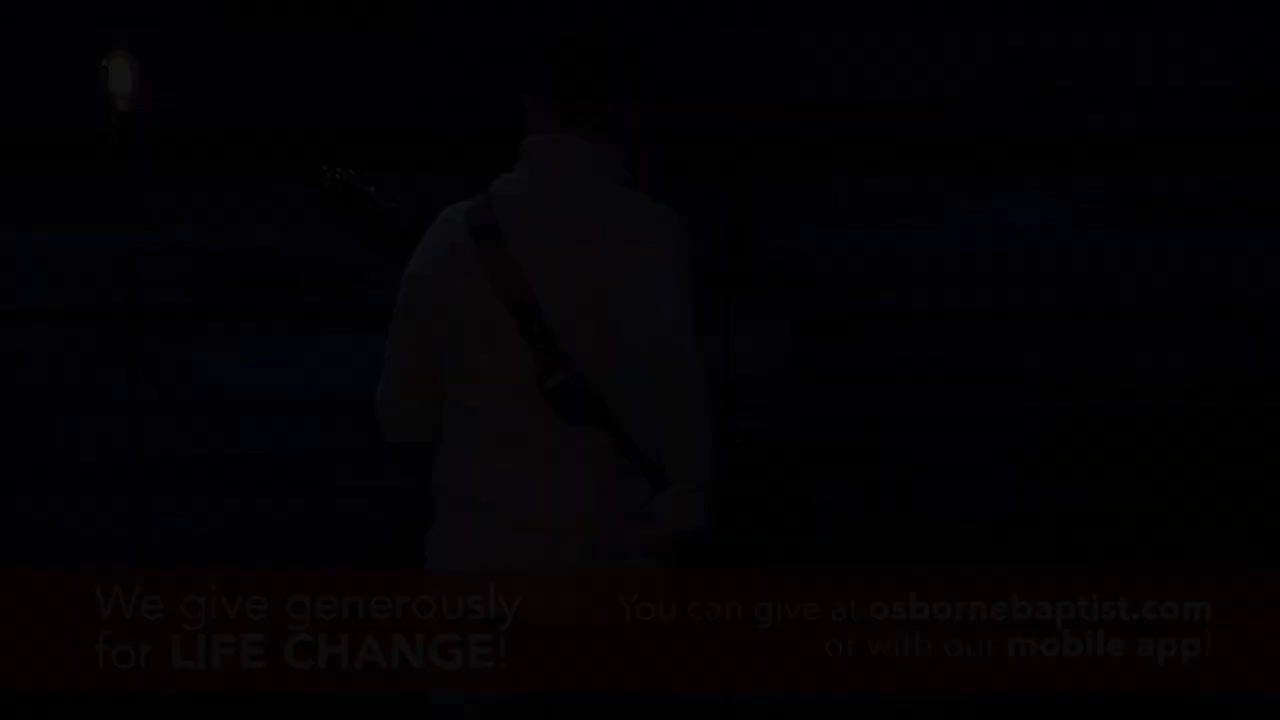 We give generously
for LIFE CHANGE!
You can give at osbornebaptist.com
or with our mobile app!